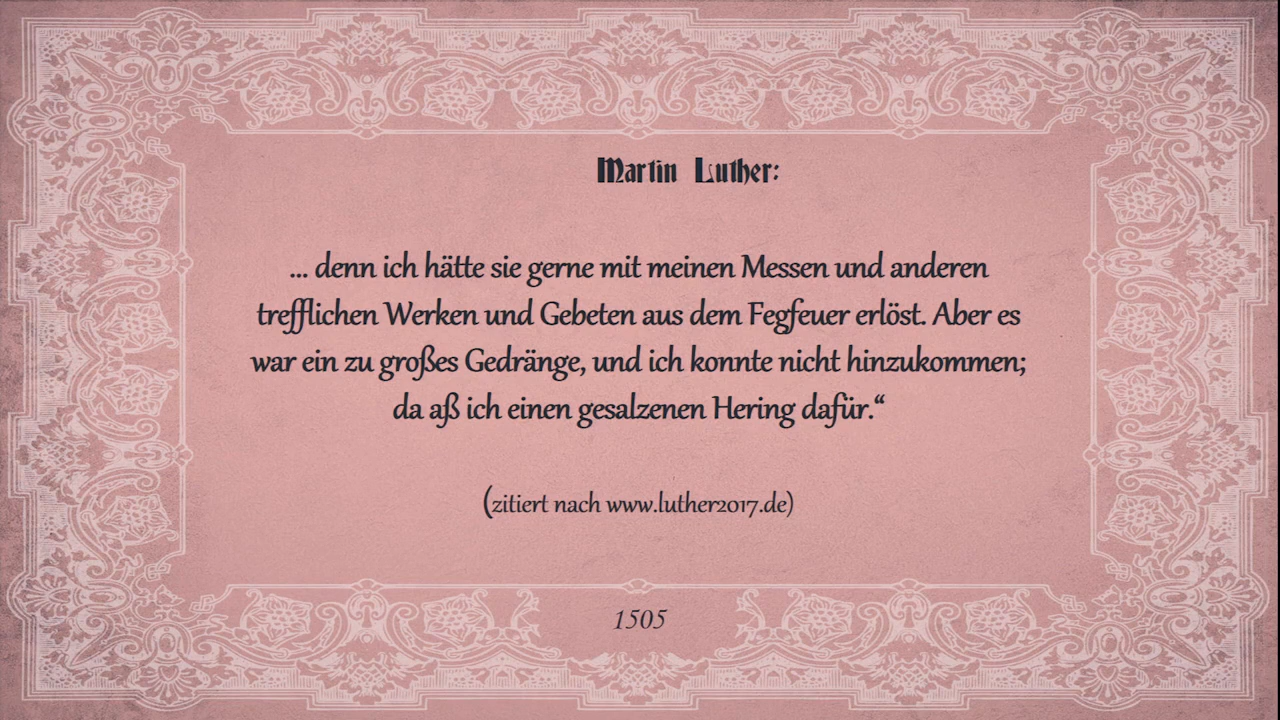 Martin Luther:
... denn ich hätte sie gerne mit meinen Messen und anderen
trefflichen Werken und Gebeten aus dem Fegfeuer erlöst. Aber es
war ein zu großes Gedränge, und ich konnte nicht hinzukommen;
da aß ich einen gesalzenen Hering dafür.“
(zitiert nach www.luther2017.de)
1505